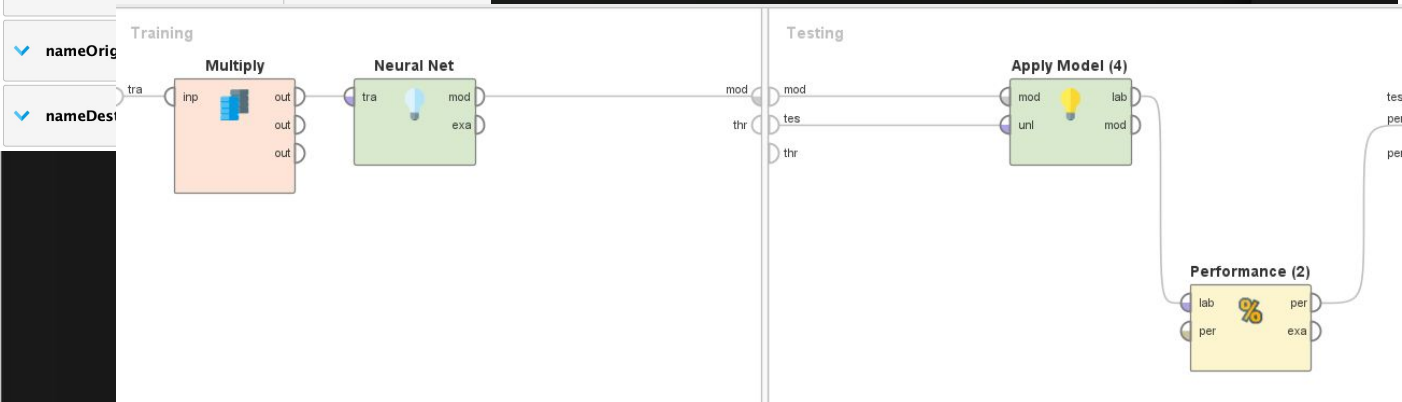 nameOrig
nameDest
Training
Multiply
Neural Net
tra
inp
out
out
out
tra
mod
exa
mod
thr
Testing
mod
tes
thr
Apply Model (4)
mod
lab
unl
mod
Performance (2)
lab
per
per
exa
tes
per
per